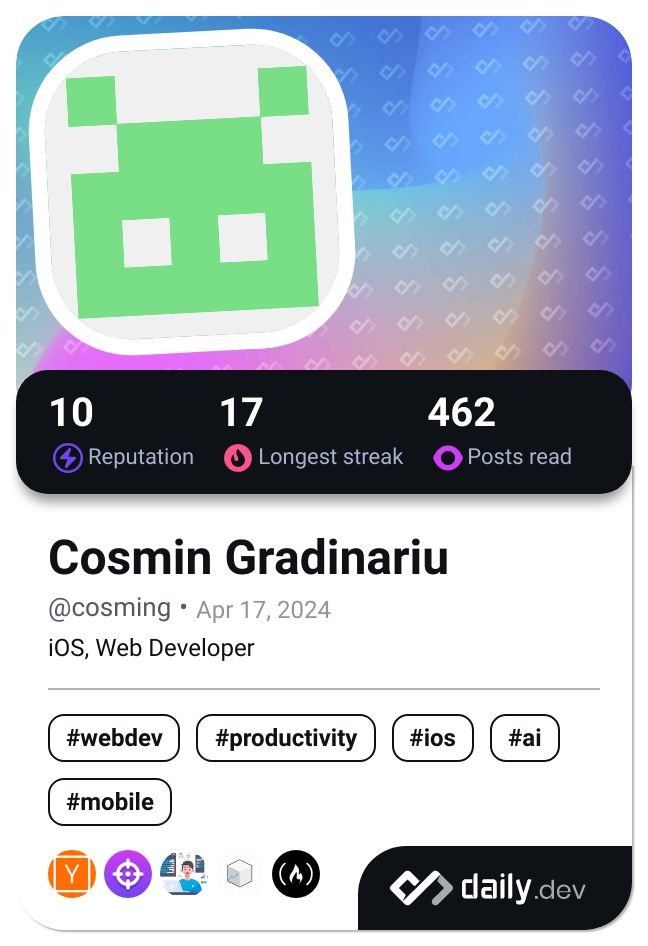 10 17 462
Reputation Longest streak Posts read
Cosmin Gradinariu
@cosming • Apr 17, 2024
iOS, Web Developer
#webdev #productivity #ios #ai
#mobile
Y
daily.dev